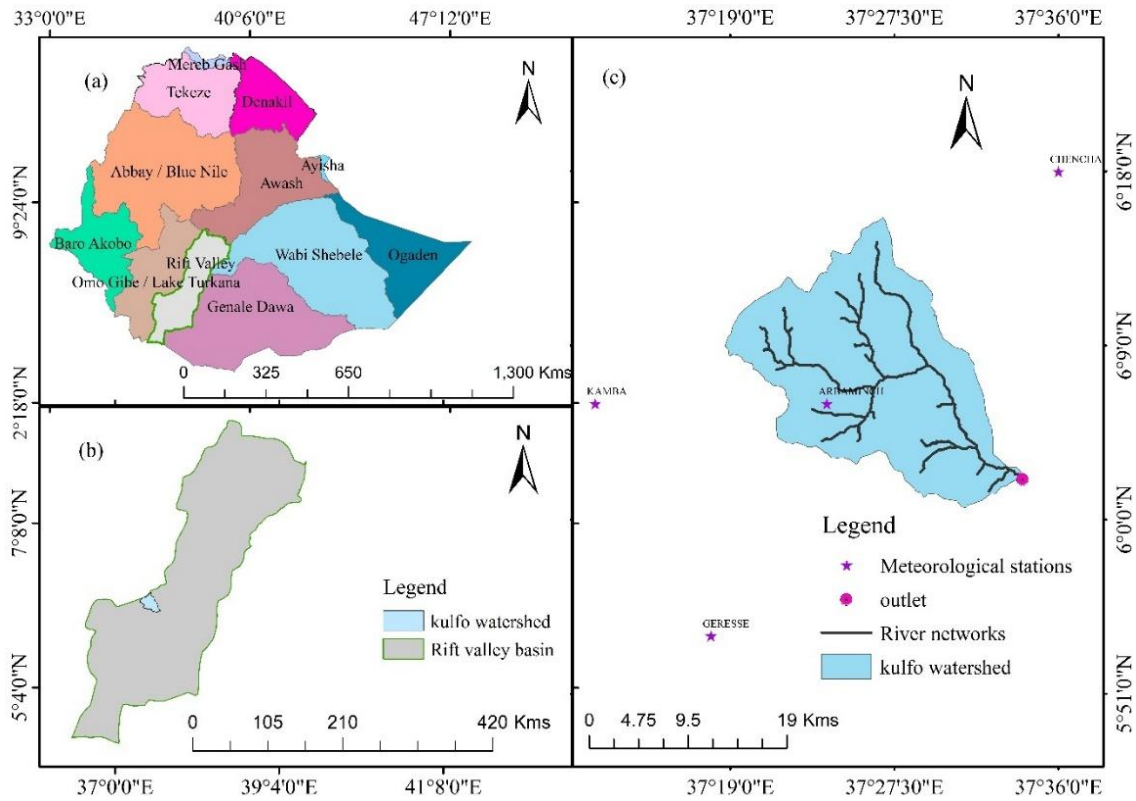 33°0'0"E 40°6'0"E 47°12'0"E
37°19'0"E 37°27'30"E 37°36'0"E
(a)
N
Mereb Gash
Tekeze
Denakil
Abbay / Blue Nile
Ayisha
Awash
Baro Akobo
Rift Valley
Wabi Shebele
Ogaden
Omo Gibe / Lake Turkana
Genale Dawa
0 325 650 1,300 Kms
9°24'0"N
2°18'0"N
(b)
N
Legend
kulfo watershed
Rift valley basin
0 105 210 420 Kms
7°8'0"N
5°4'0"N
37°0'0"E 39°4'0"E 41°8'0"E
(c)
N
CHENCHA
KAMBA
ARBAMINCH
GERESSE
Legend
Meteorological stations
outlet
River networks
kulfo watershed
0 4.75 9.5 19 Kms
6°18'0"N
6°9'0"N
6°0'0"N
5°51'0"N
37°19'0"E 37°27'30"E 37°36'0"E